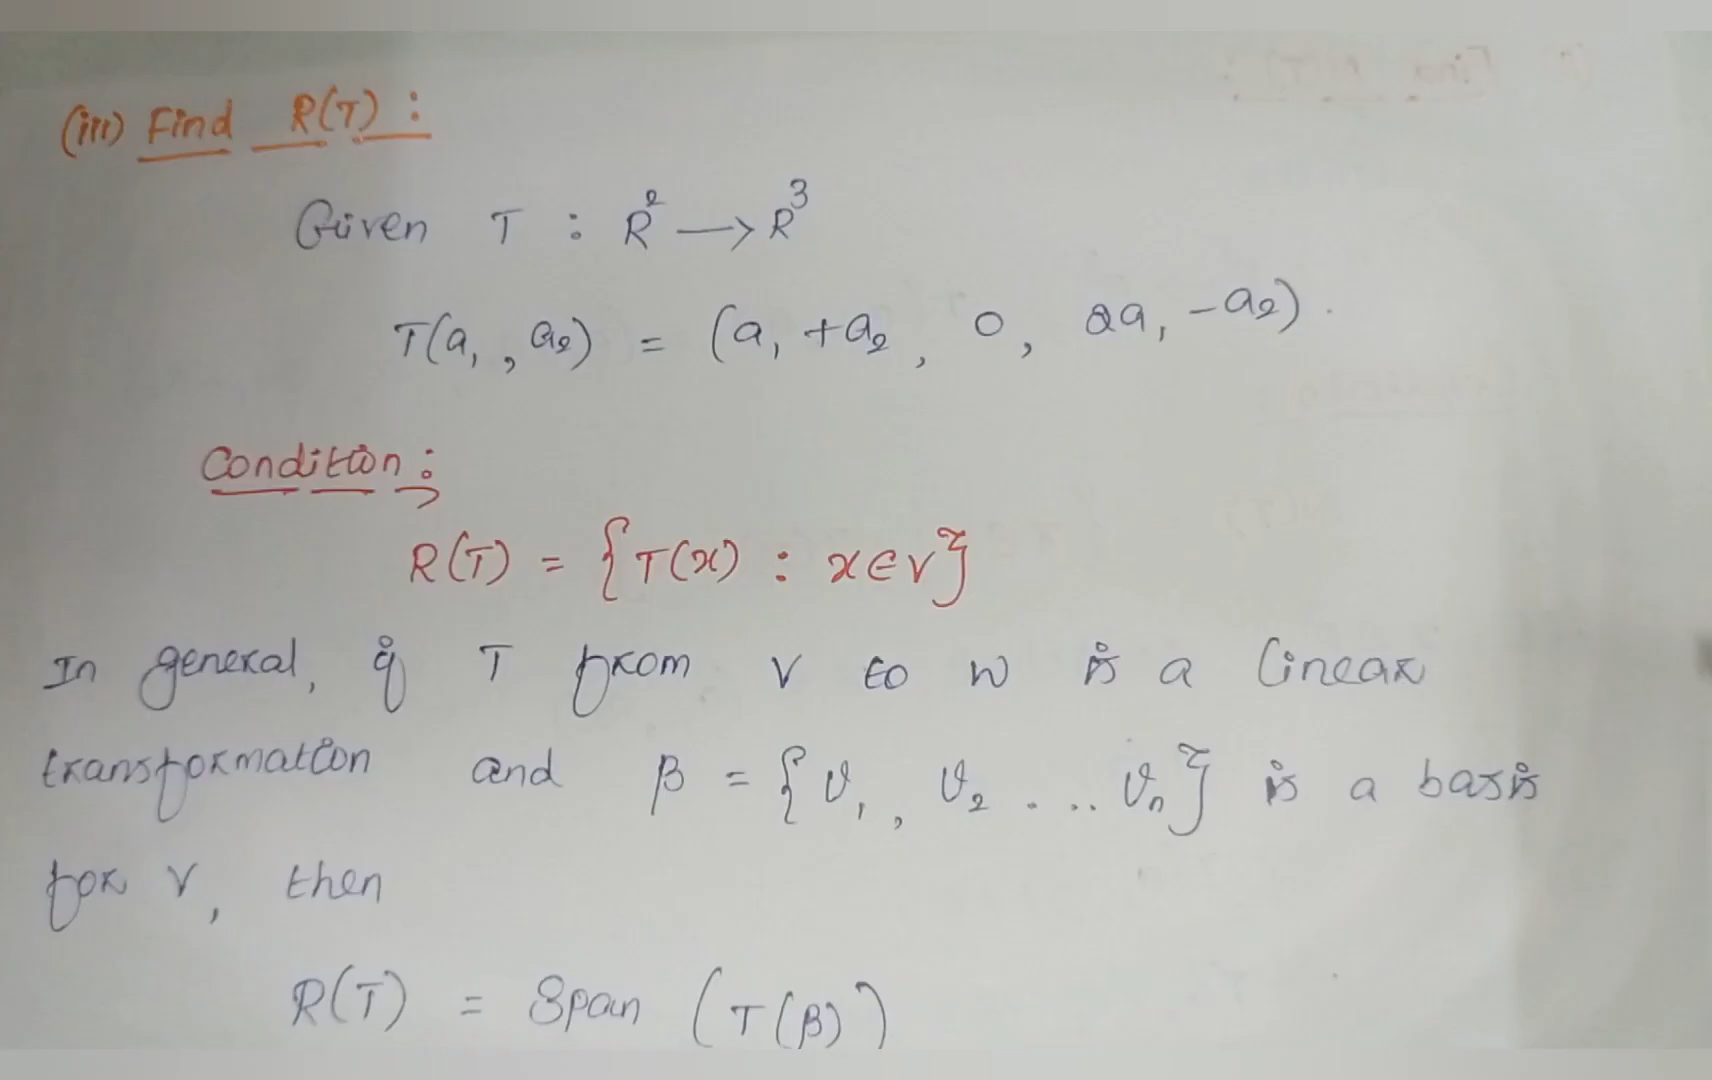 (iii) Find R(T) :
Given T : R² → R³
T(a₁, a₂) = (a₁ + a₂, 0, 2a₁ - a₂).
Condition :
R(T) = {T(x) : x ∈ V}
In general, if T from V to W is a linear
transformation and β = {v₁, v₂ .... vₙ} is a basis
for V, then
R(T) = Span (T(β))